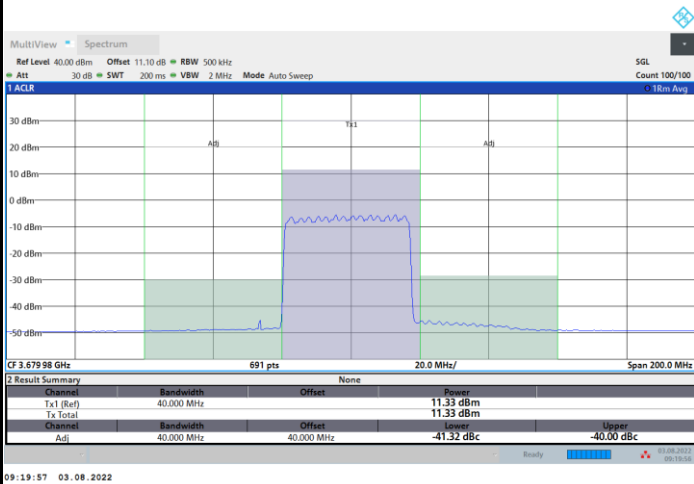 MultiView Spectrum
Ref Level 40.00 dBm Offset 11.10 dB RBW 500 kHz SGL
Att 30 dB SWT 200 ms VBW 2 MHz Mode Auto Sweep Count 100/100
1 ACLR 1Rm Avg
30 dBm
Tx1
20 dBm
Adj Adj
10 dBm
0 dBm
-10 dBm
-20 dBm
-30 dBm
-40 dBm
-50 dBm
CF 3.679 98 GHz 691 pts 20.0 MHz/ Span 200.0 MHz
2 Result Summary None
Channel Bandwidth Offset Power
Tx1 (Ref) 40.000 MHz 11.33 dBm
Tx Total 11.33 dBm
Channel Bandwidth Offset Lower Upper
Adj 40.000 MHz 40.000 MHz -41.32 dBc -40.00 dBc
Ready 03.08.2022
09:19:58
09:19:57 03.08.2022